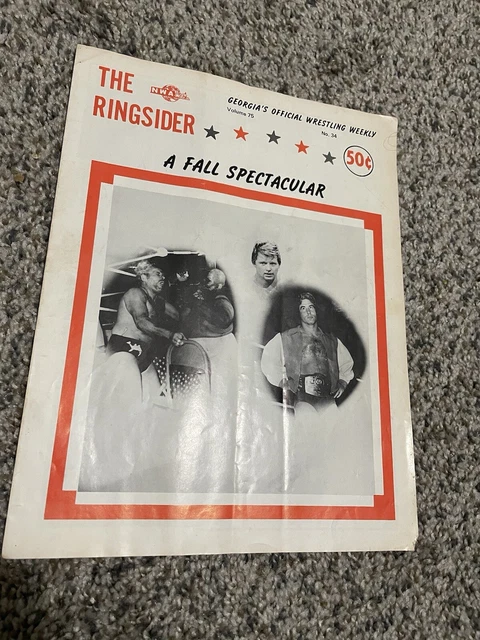 THE
RINGSIDER
NWA
GEORGIA'S OFFICIAL WRESTLING WEEKLY
Volume 75
No. 34
50¢
A FALL SPECTACULAR